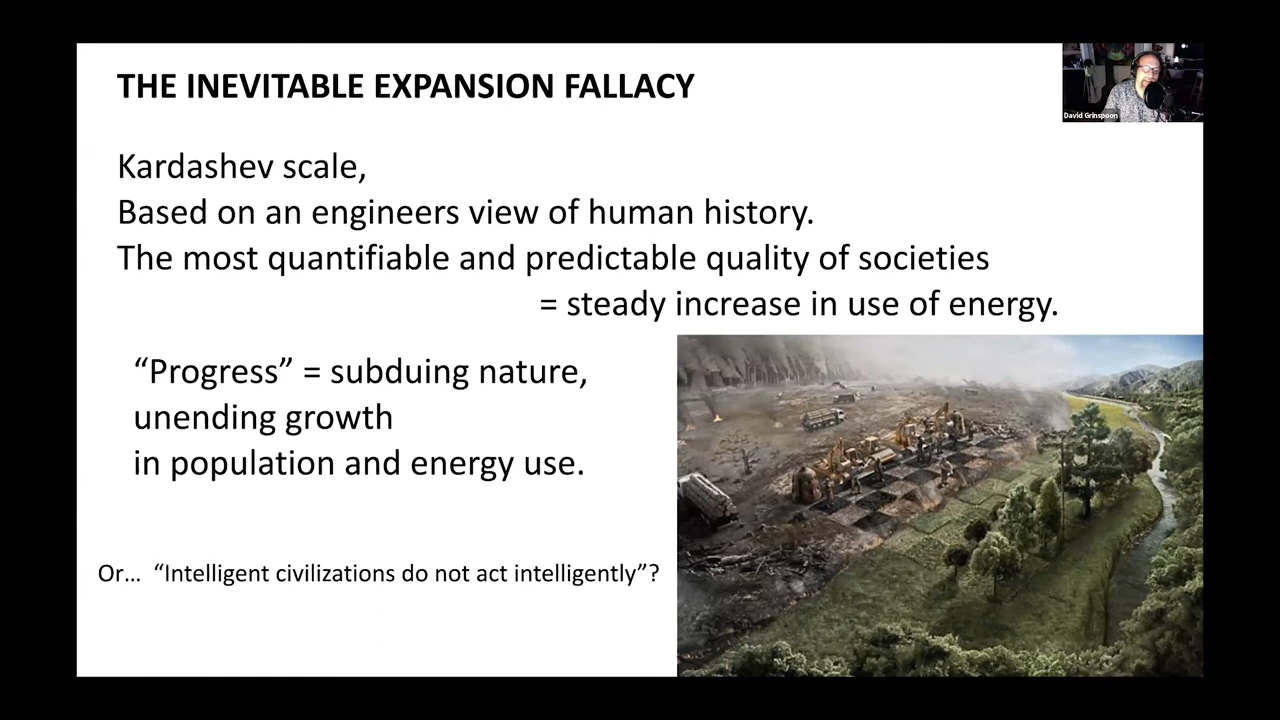 THE INEVITABLE EXPANSION FALLACY
David Grinspoon
Kardashev scale,
Based on an engineers view of human history.
The most quantifiable and predictable quality of societies
= steady increase in use of energy.
“Progress” = subduing nature,
unending growth
in population and energy use.
Or… “Intelligent civilizations do not act intelligently”?